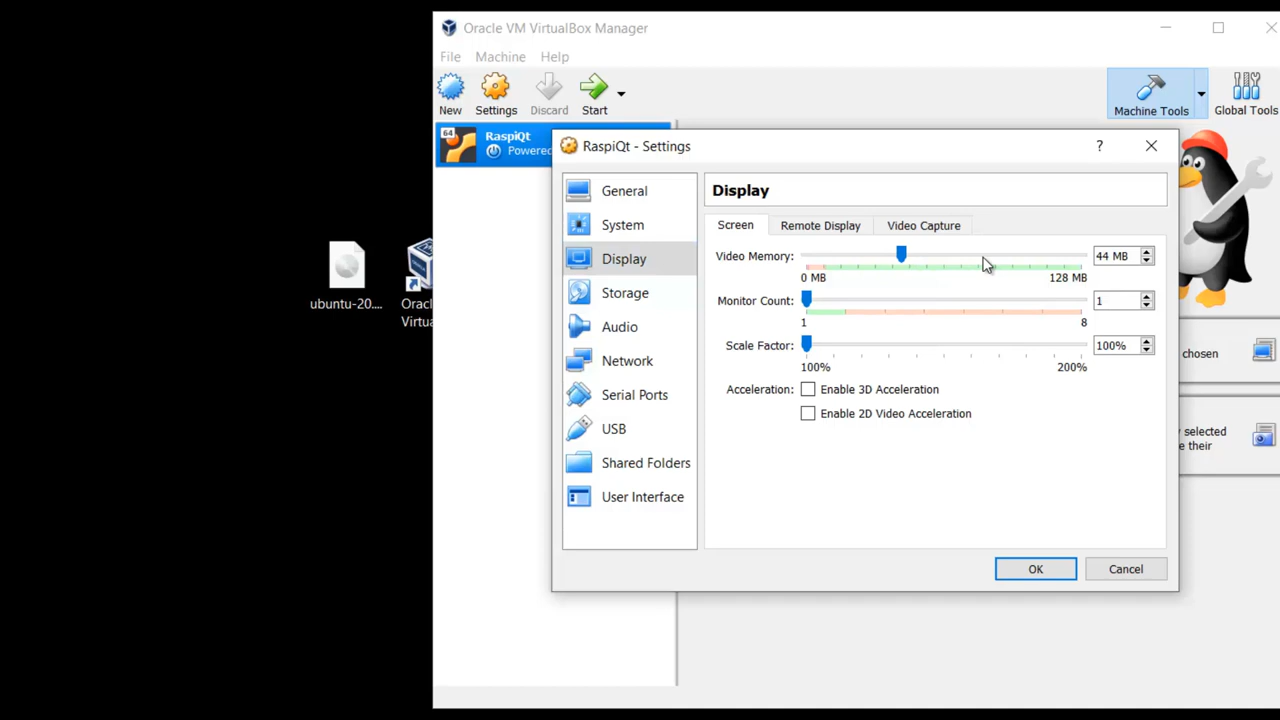 Oracle VM VirtualBox Manager
File Machine Help
New Settings Discard Start Machine Tools Global Tools
64
RaspiQt
Powered
ubuntu-20....
Orac
Virtua
RaspiQt - Settings ?
General
System
Display
Storage
Audio
Network
Serial Ports
USB
Shared Folders
User Interface
Display
Screen Remote Display Video Capture
Video Memory: 44 MB
0 MB 128 MB
Monitor Count: 1
1 8
Scale Factor: 100%
100% 200%
Acceleration: Enable 3D Acceleration
Enable 2D Video Acceleration
OK Cancel
chosen
selected
e their